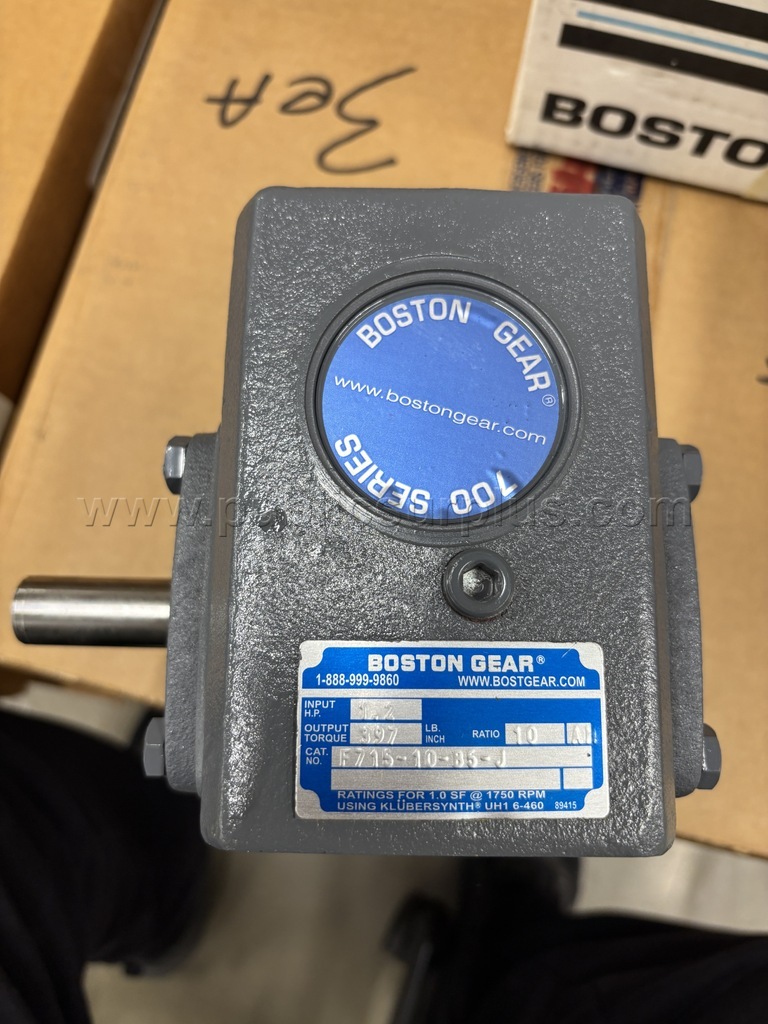 3eA
BOSTO
BOSTON GEAR®
www.bostongear.com
700 SERIES
BOSTON GEAR®
1-888-999-9860 WWW.BOSTGEAR.COM
INPUT H.P. 1.2
OUTPUT TORQUE 397 LB. INCH RATIO 10 A
CAT. NO. F715-10-B5-J
RATINGS FOR 1.0 SF @ 1750 RPM
USING KLÜBERSYNTH® UH1 6-460 89415